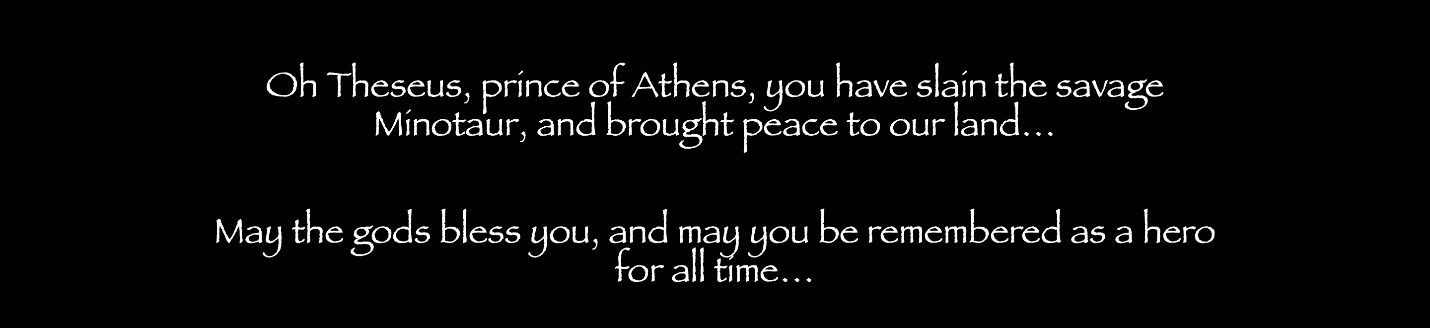 Oh Theseus, prince of Athens, you have slain the savage
Minotaur, and brought peace to our land...
May the gods bless you, and may you be remembered as a hero
for all time...